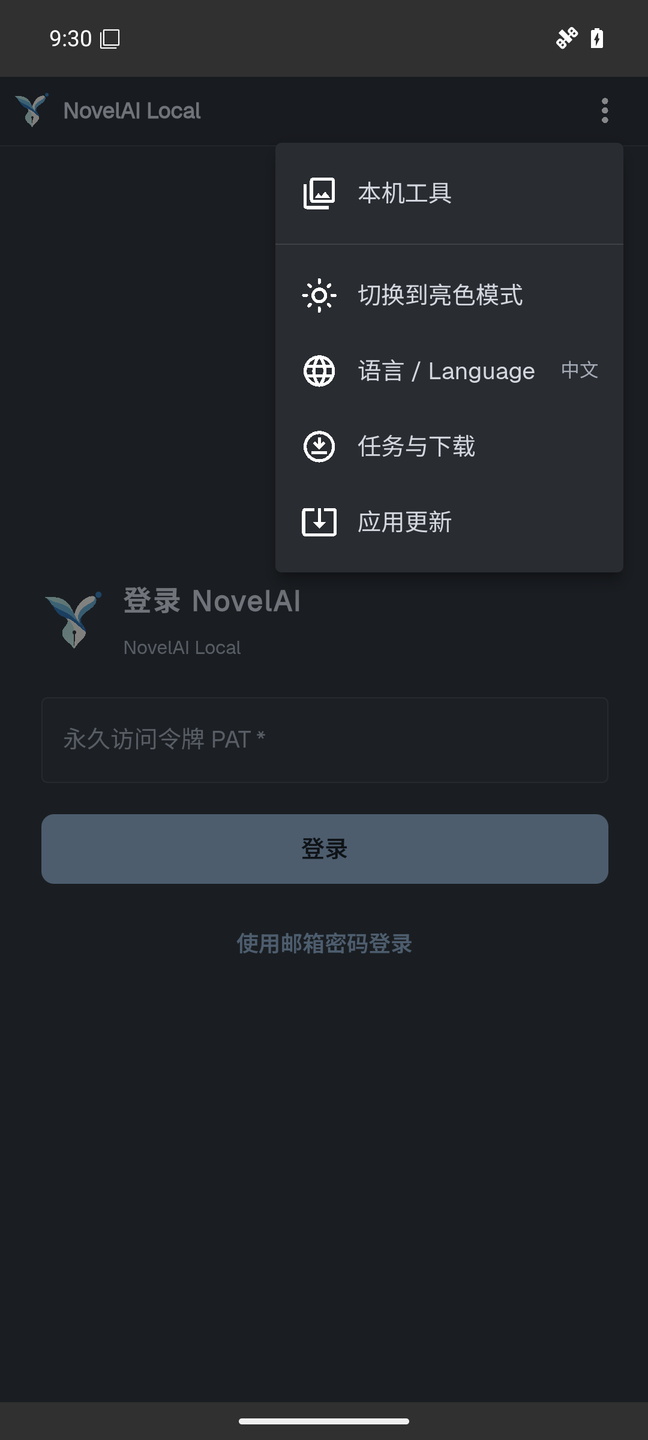 9:30
NovelAI Local
本机工具
切换到亮色模式
语言 / Language 中文
任务与下载
应用更新
登录 NovelAI
NovelAI Local
永久访问令牌 PAT *
登录
使用邮箱密码登录